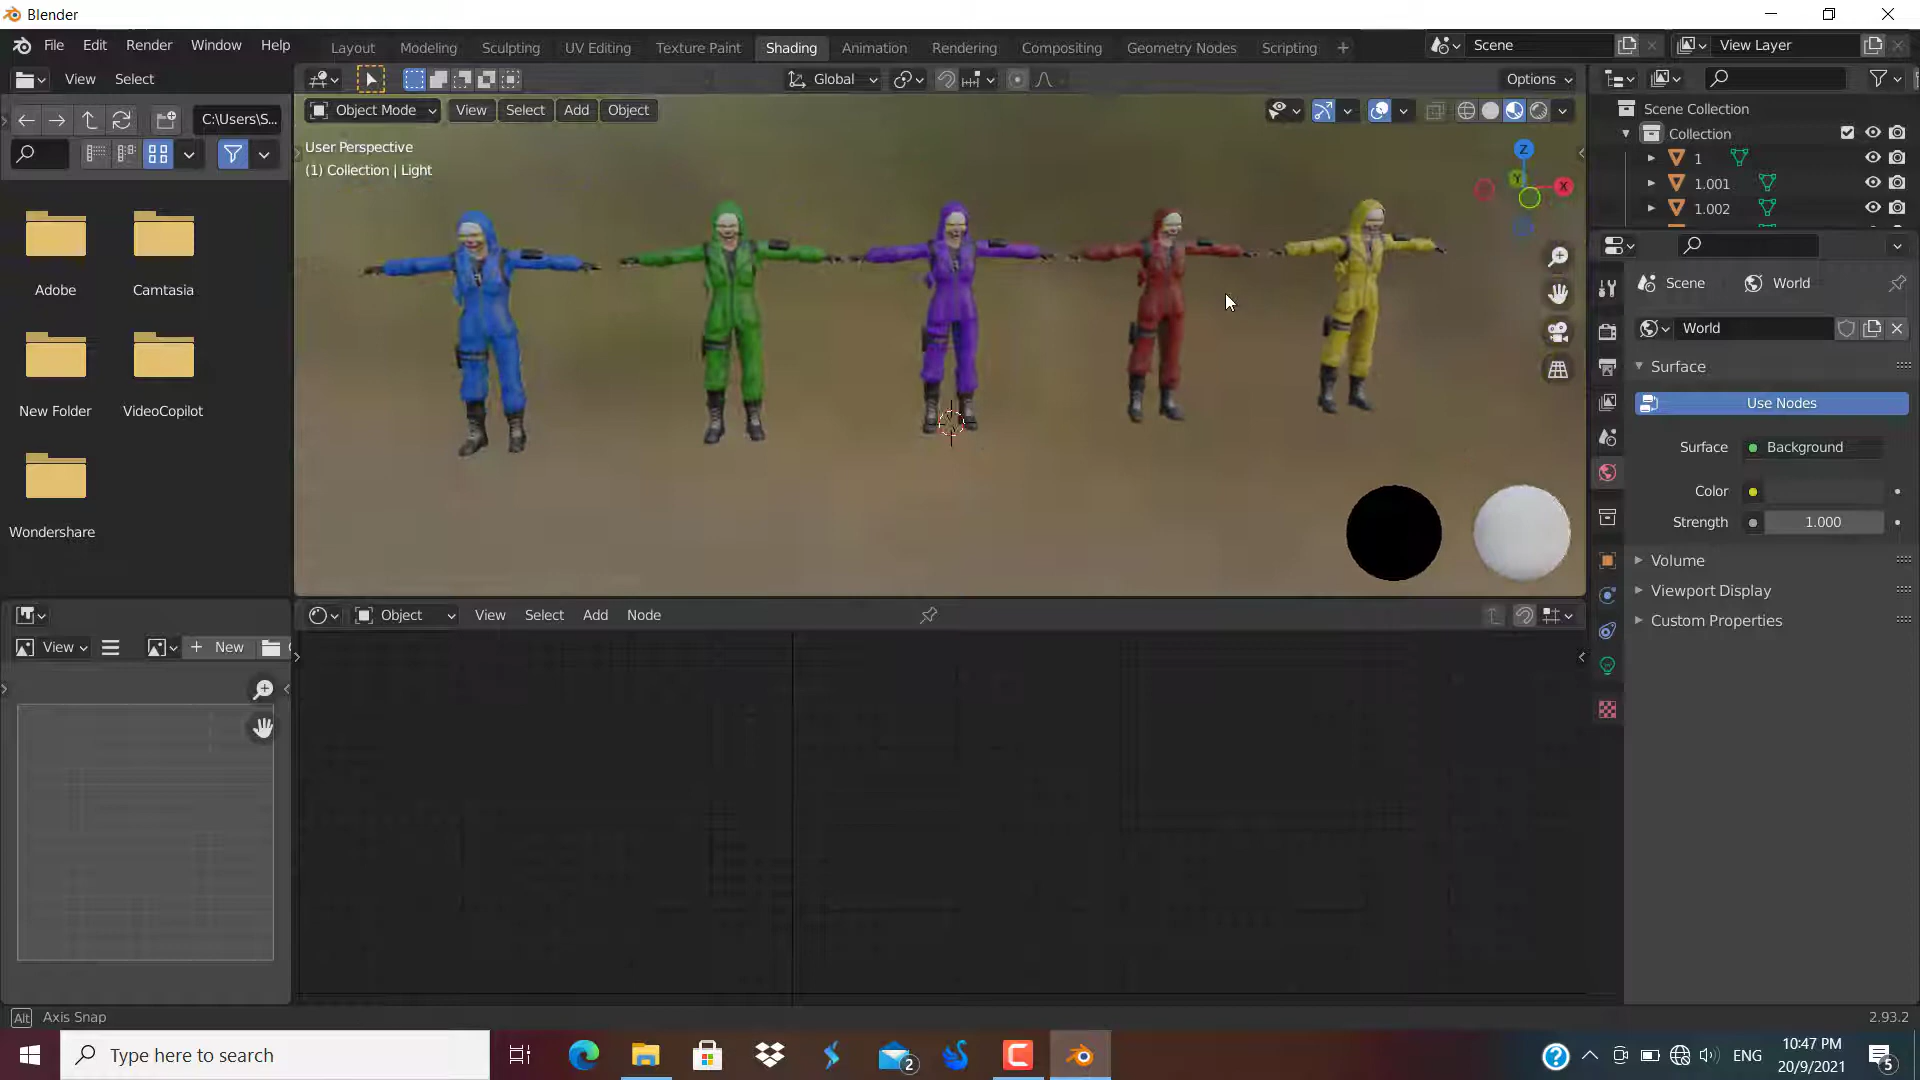 Blender
File Edit Render Window Help
Layout Modeling Sculpting UV Editing Texture Paint Shading Animation Rendering Compositing Geometry Nodes Scripting
Scene
View Layer
View Select
Global
Options
C:\Users\S...
Object Mode View Select Add Object
Scene Collection
Collection
1
1.001
1.002
User Perspective
(1) Collection | Light
Z
Y
X
Adobe
Camtasia
New Folder
VideoCopilot
Wondershare
Scene World
World
Surface
Use Nodes
Surface Background
Color
Strength 1.000
Volume
Viewport Display
Custom Properties
Object View Select Add Node
View
New
Alt Axis Snap
2.93.2
Type here to search
2
ENG
10:47 PM
20/9/2021
5